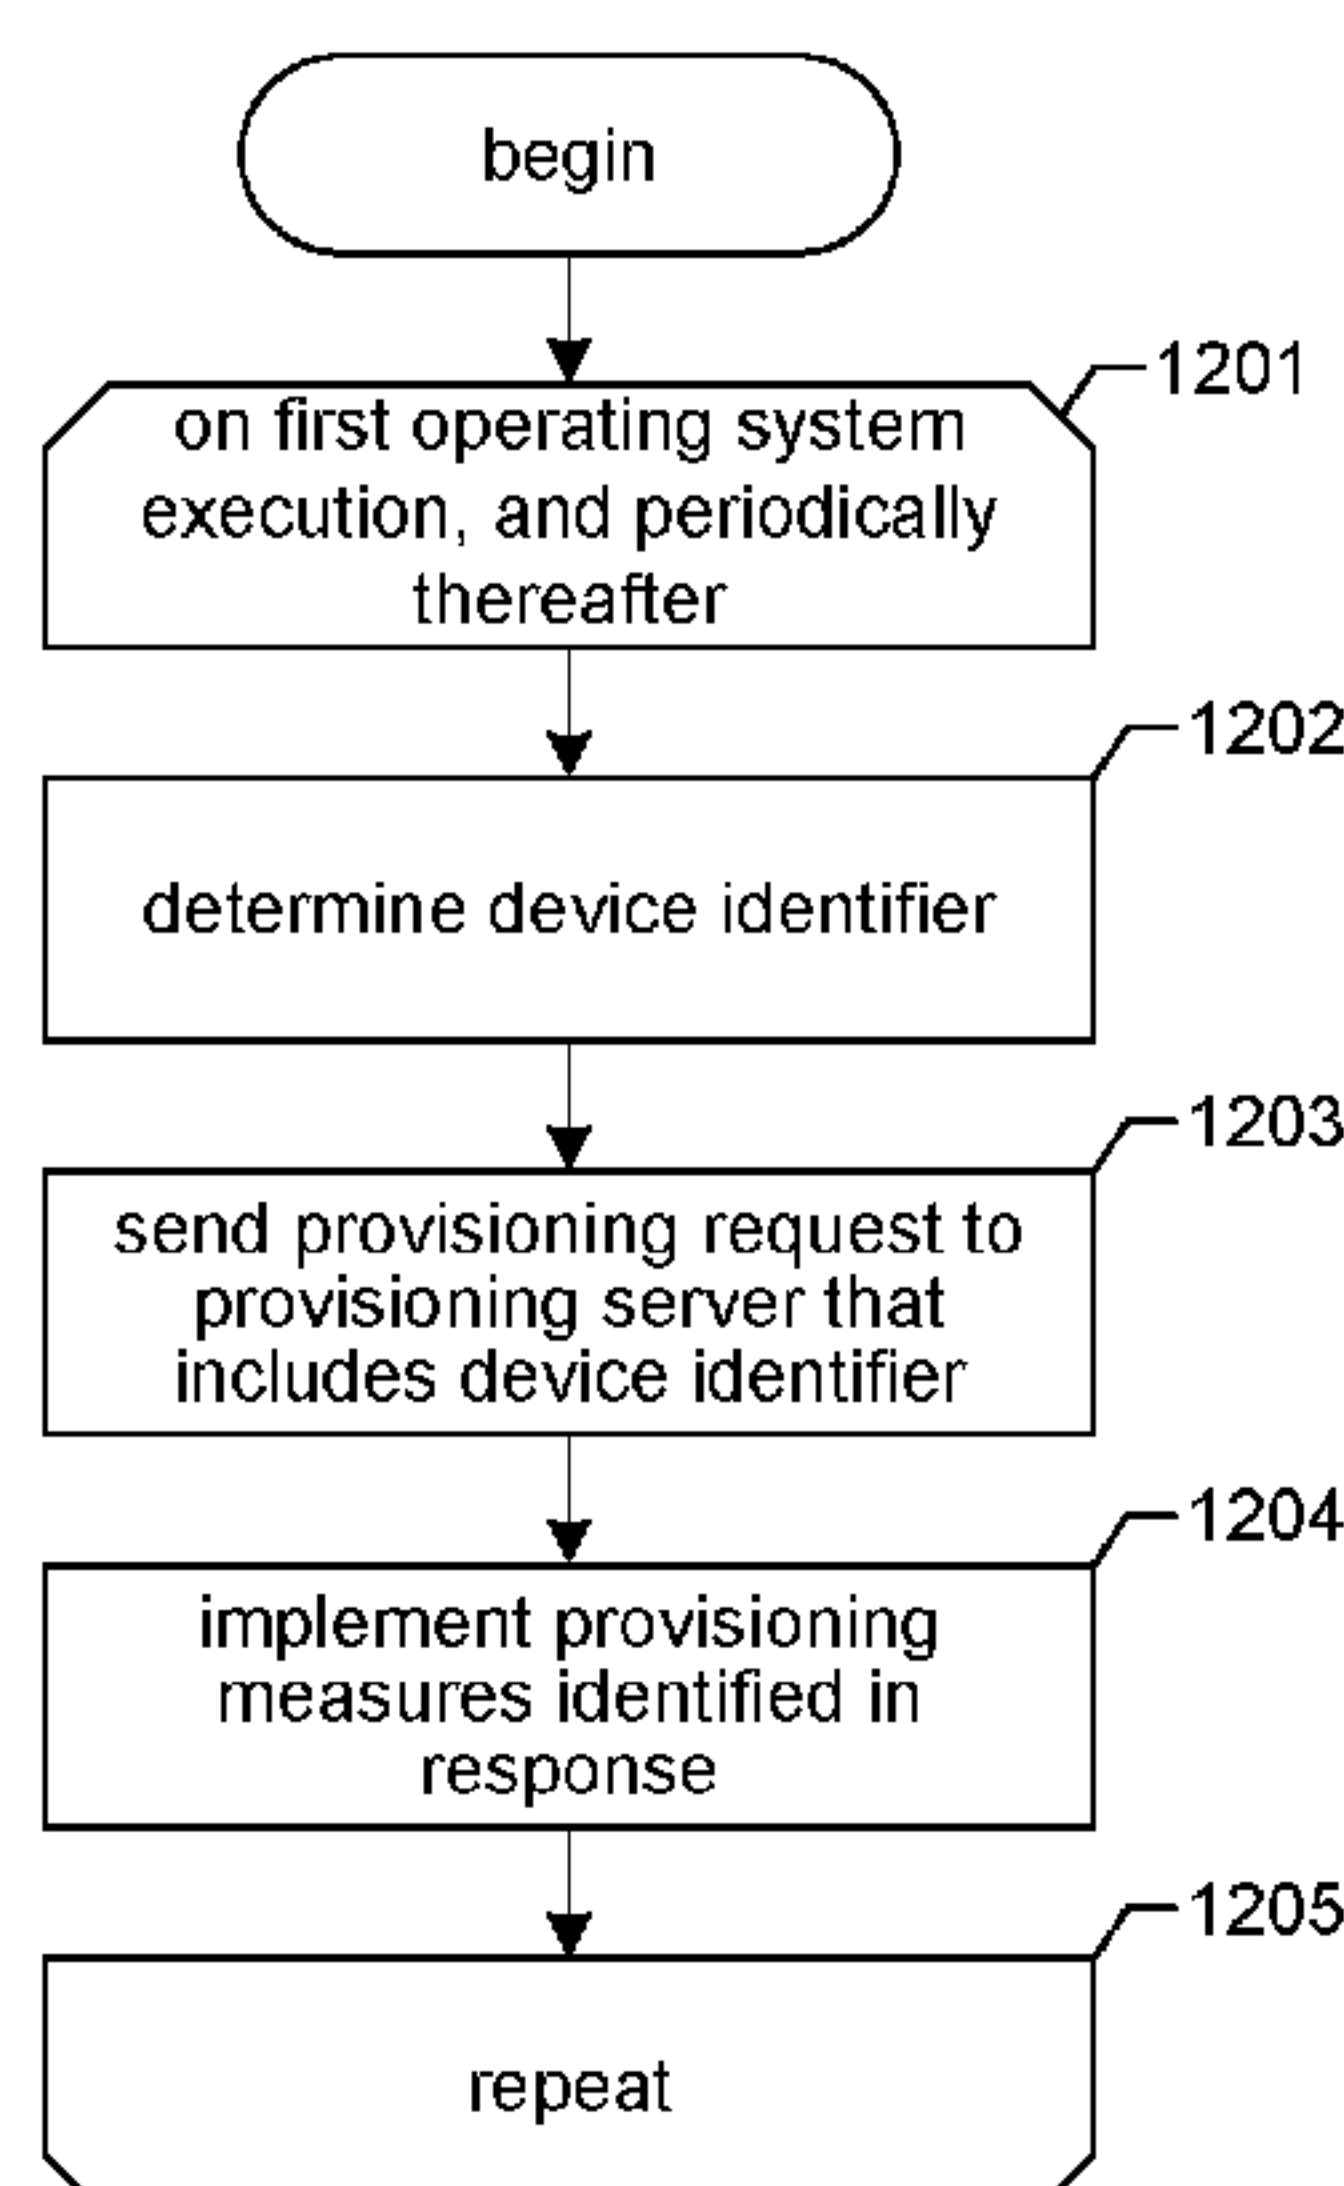 begin
1201
on first operating system
execution, and periodically
thereafter
1202
determine device identifier
1203
send provisioning request to
provisioning server that
includes device identifier
1204
implement provisioning
measures identified in
response
1205
repeat